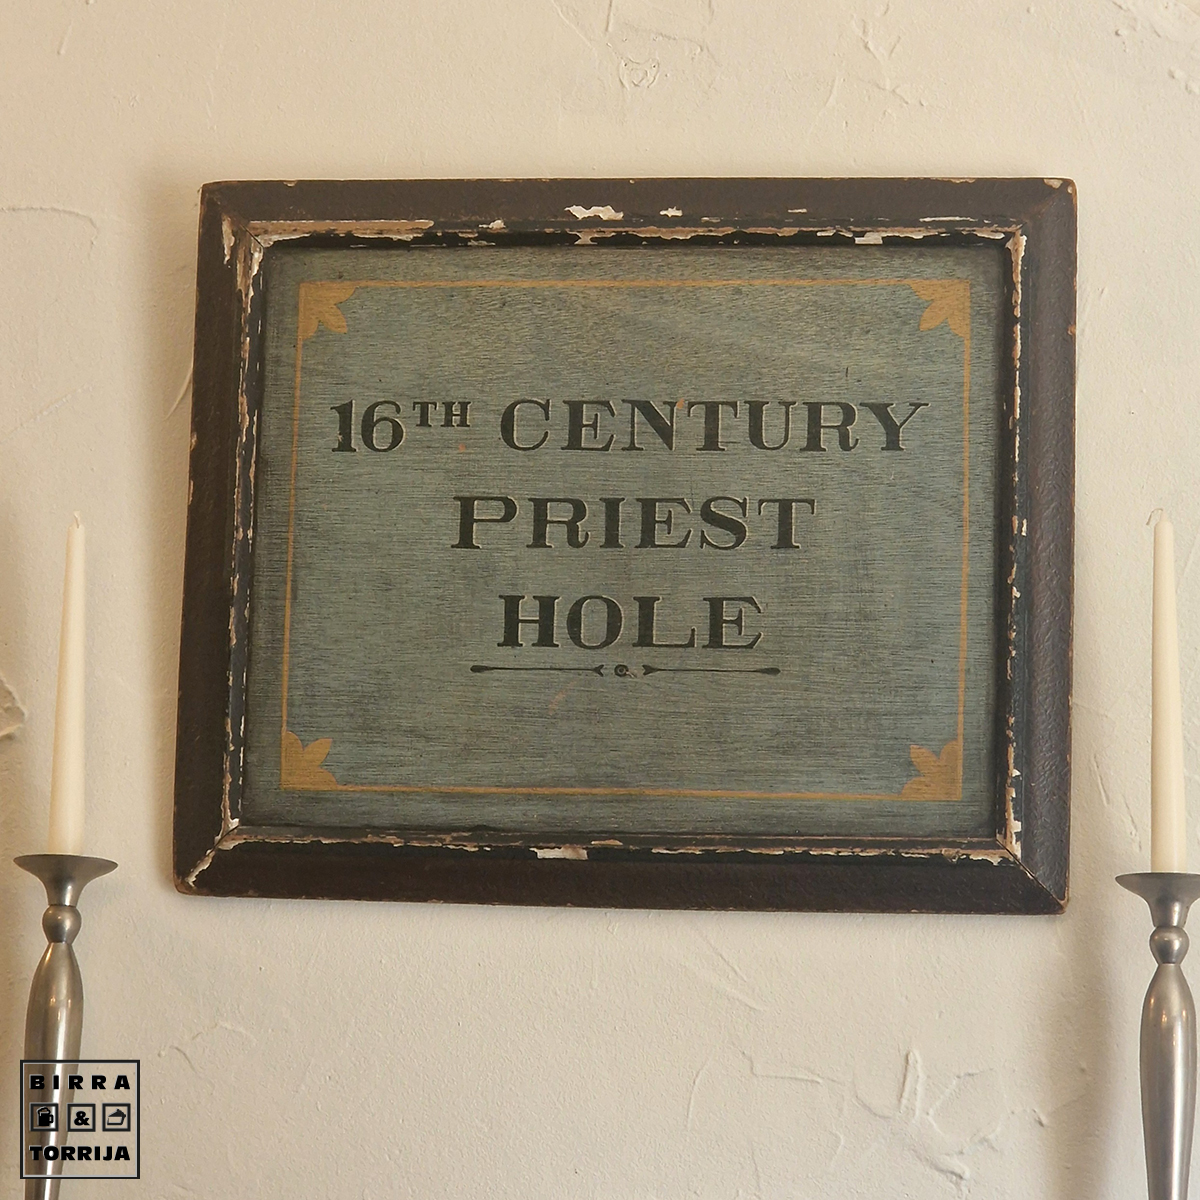 16TH CENTURY
PRIEST
HOLE
BIRRA
&
TORRIJA